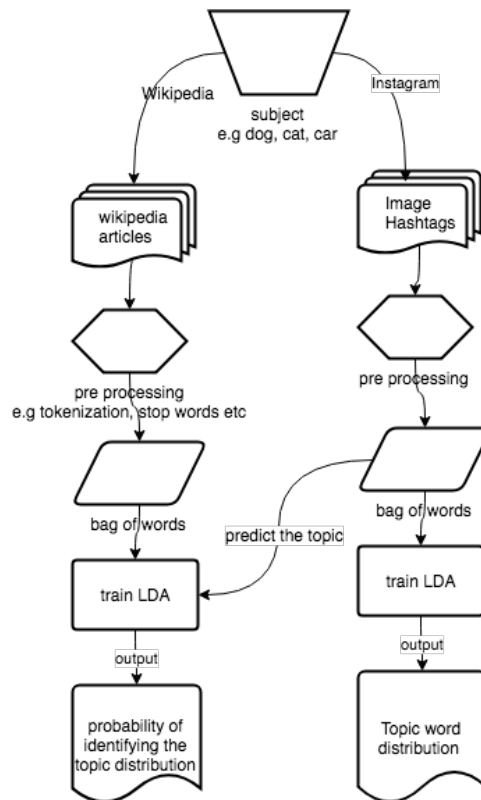 Wikipedia
Instagram
subject
e.g dog, cat, car
wikipedia
articles
Image
Hashtags
pre processing
e.g tokenization, stop words etc
pre processing
bag of words
predict the topic
bag of words
train LDA
train LDA
output
output
probability of
identifying the
topic distribution
Topic word
distribution